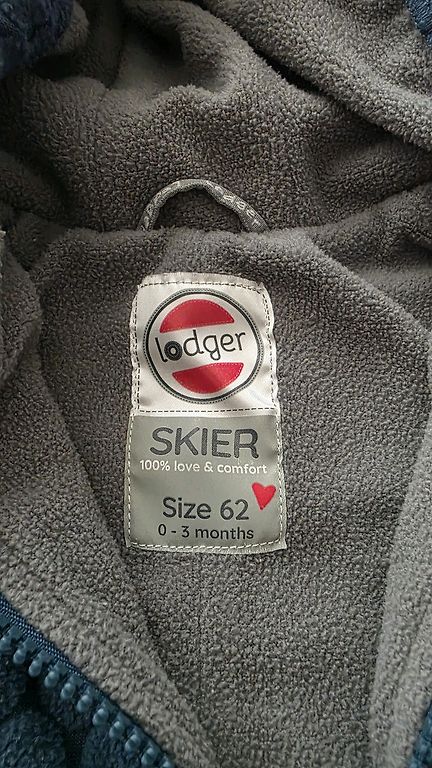 lodger
SKIER
100% love & comfort
Size 62
0 - 3 months